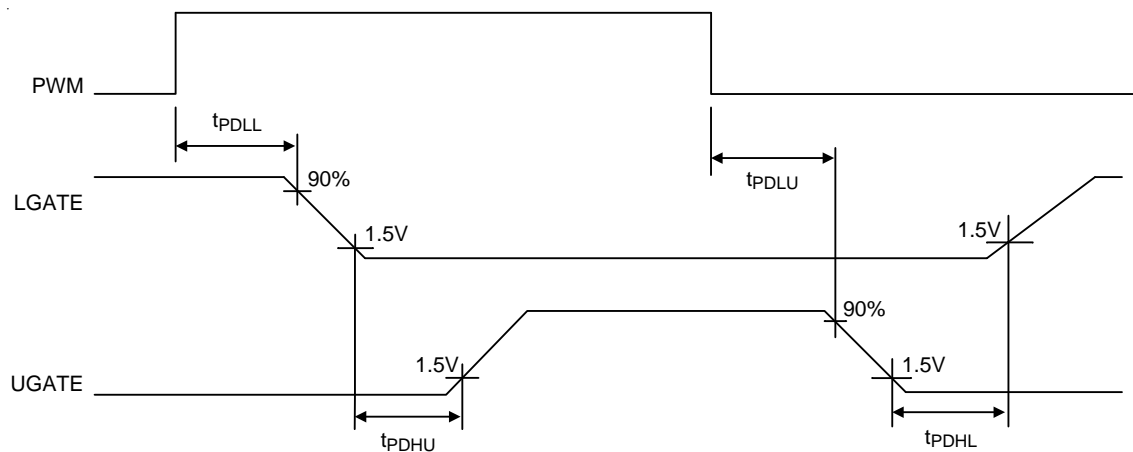 PWM
tPDLL
tPDLU
LGATE
90%
1.5V
1.5V
90%
1.5V
1.5V
UGATE
tPDHU
tPDHL